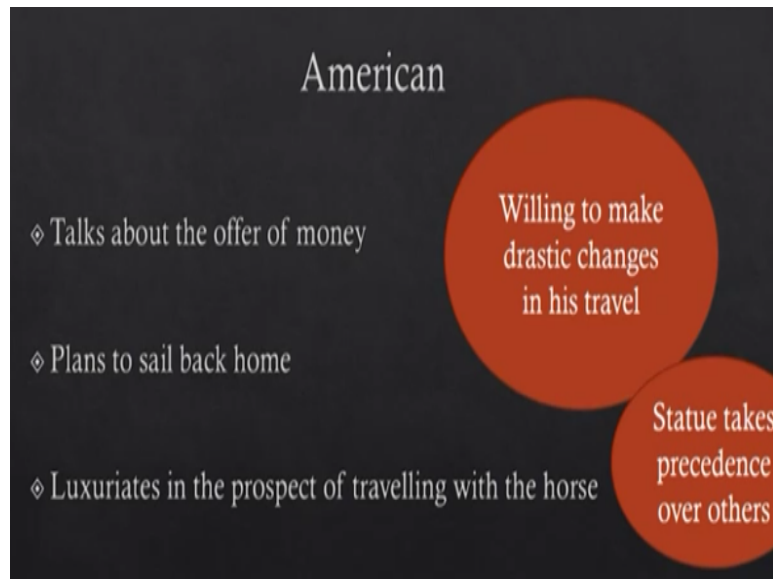 American
Talks about the offer of money
Plans to sail back home
Luxuriates in the prospect of travelling with the horse
Willing to make
drastic changes
in his travel
Statue takes
precedence
over others